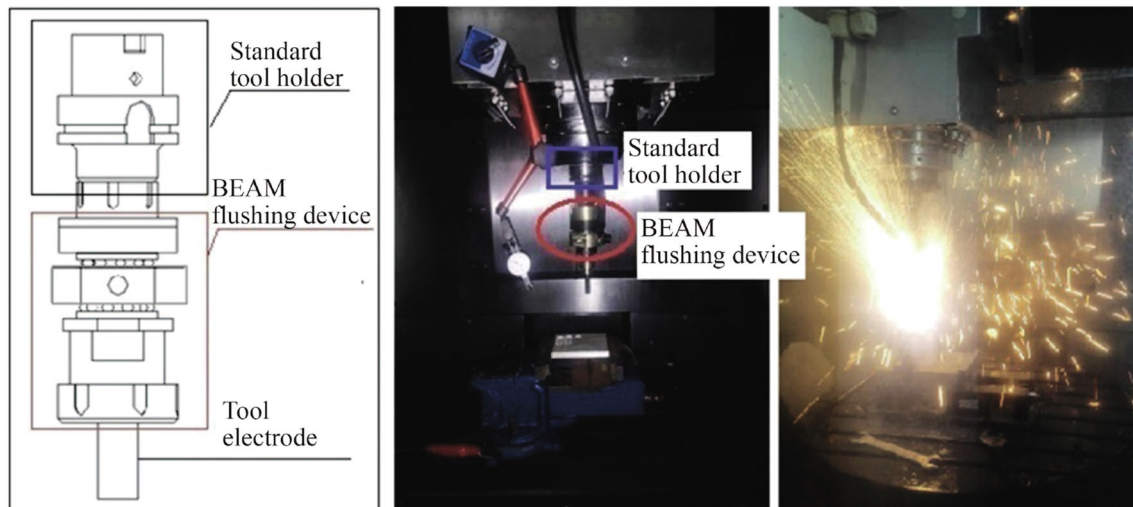 Standard
tool holder
BEAM
flushing device
Tool
electrode
Standard
tool holder
BEAM
flushing device